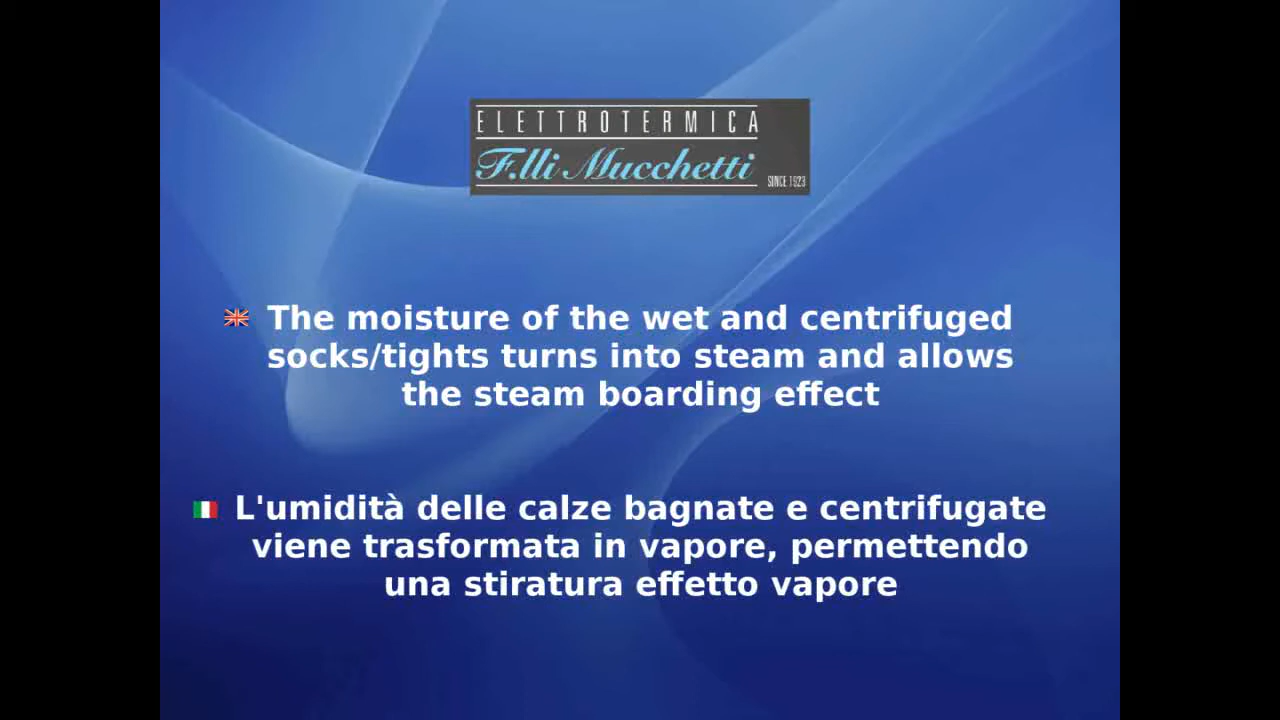 ELETTROTERMICA
F.lli Mucchetti
SINCE 1923
The moisture of the wet and centrifuged
socks/tights turns into steam and allows
the steam boarding effect
L'umidità delle calze bagnate e centrifugate
viene trasformata in vapore, permettendo
una stiratura effetto vapore